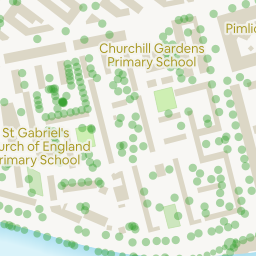 Pimlic
Churchill Gardens
Primary School
St Gabriel's
urch of England
rimary School